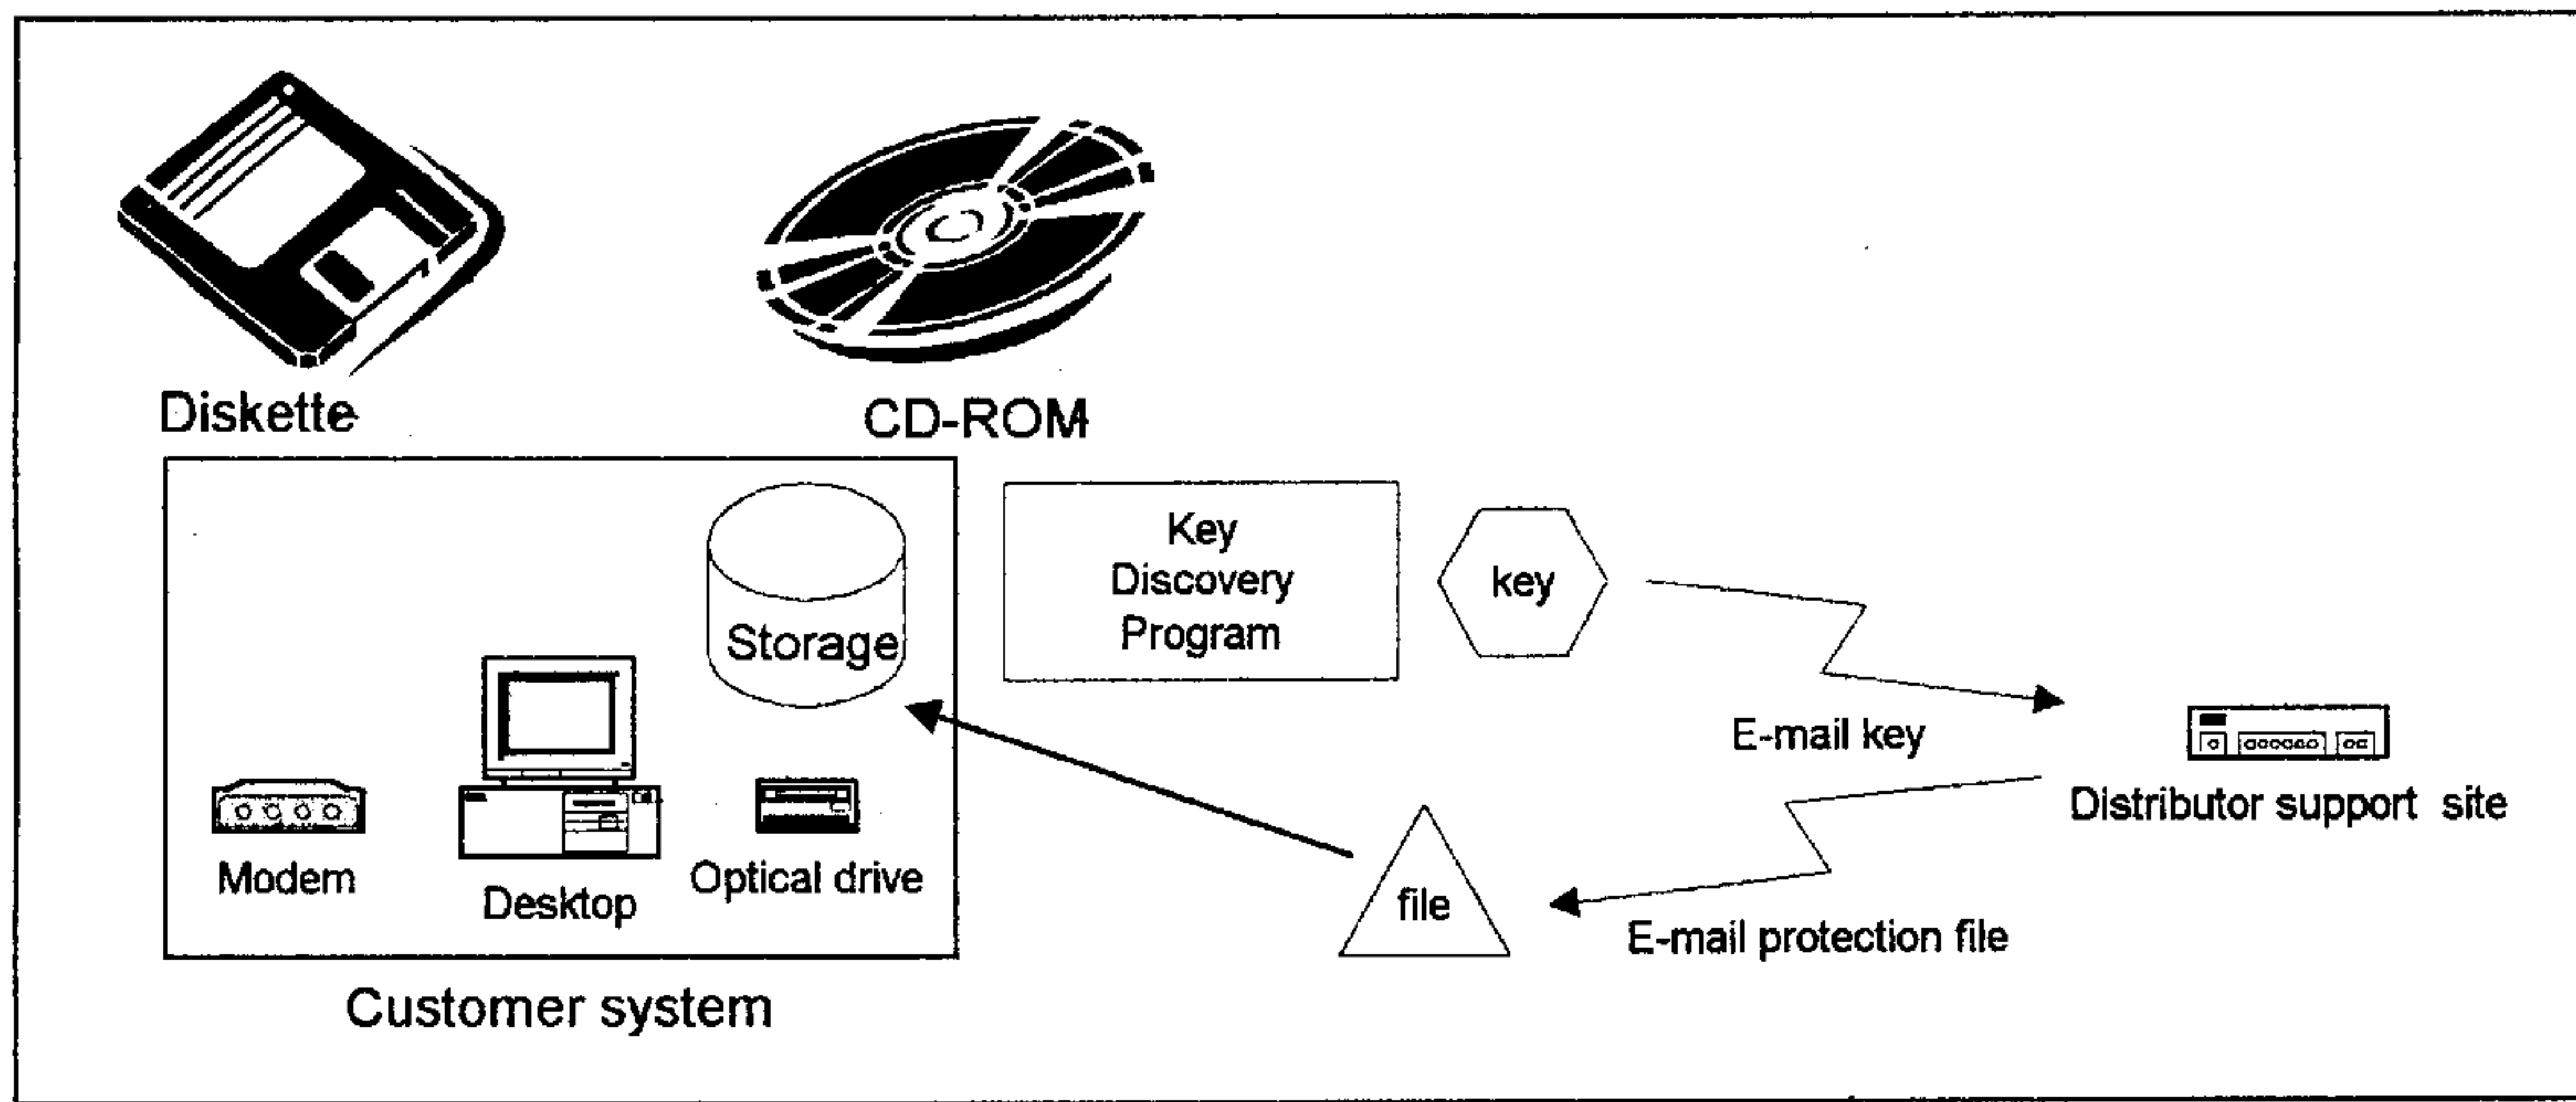 Diskette
CD-ROM
Key
Discovery
Program
key
Storage
E-mail key
Distributor support site
Modem
Desktop
Optical drive
file
E-mail protection file
Customer system